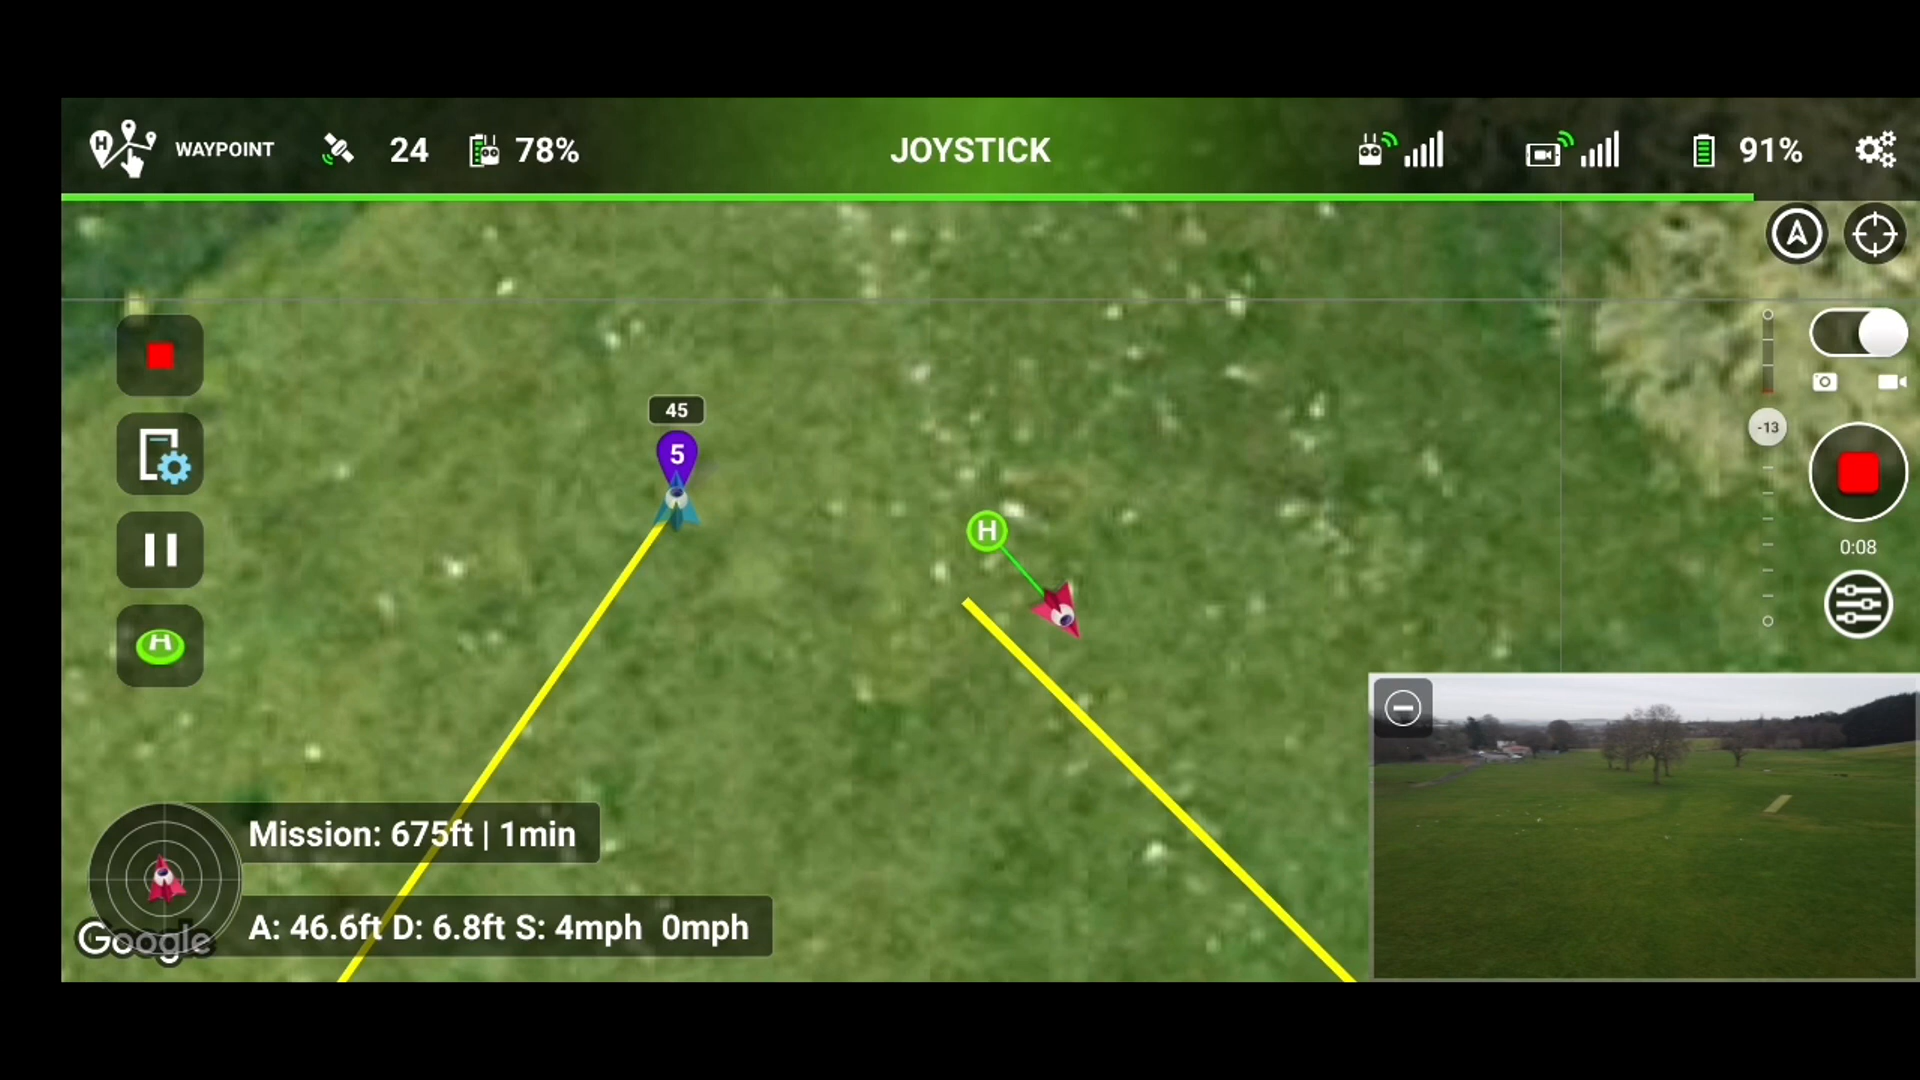 WAYPOINT 24 78% JOYSTICK 91%
45
5
H
-13
0:08
H
Mission: 675ft | 1min
A: 46.6ft D: 6.8ft S: 4mph 0mph
Google